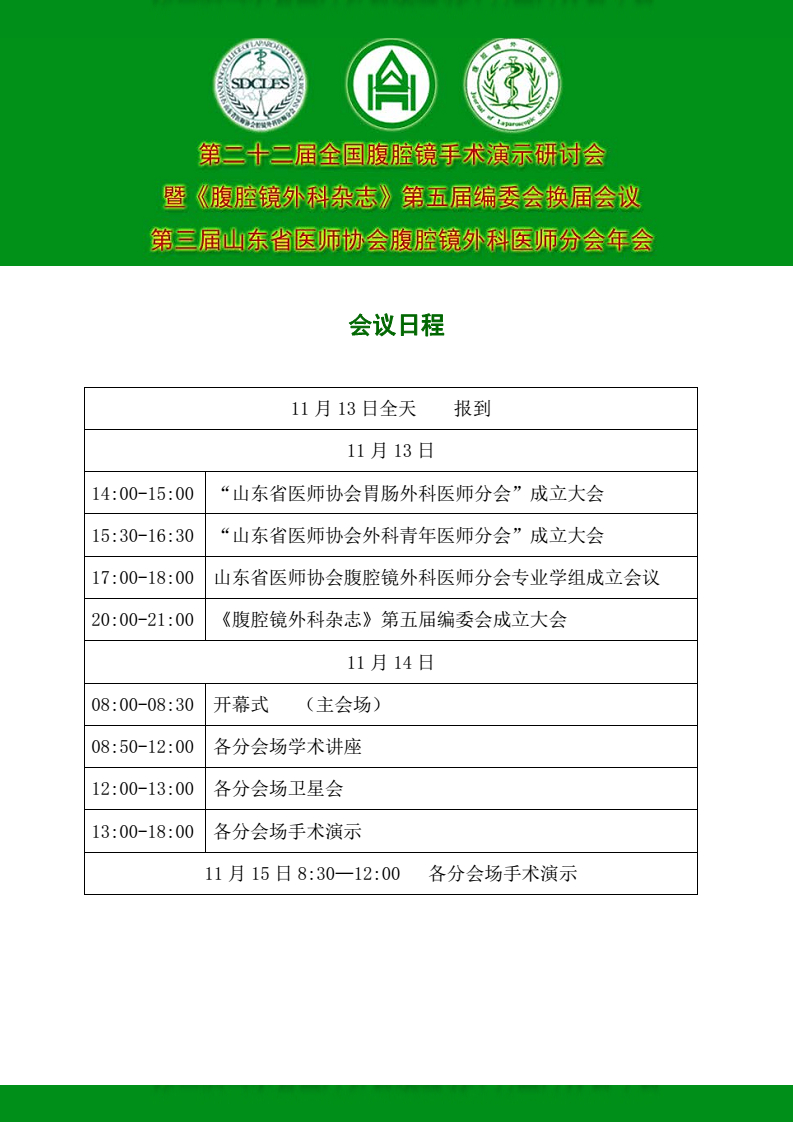 SDCLES
腹腔镜外科杂志
Journal of Laparoscopic Surgery
第二十二届全国腹腔镜手术演示研讨会
暨《腹腔镜外科杂志》第五届编委会换届会议
第三届山东省医师协会腹腔镜外科医师分会年会
会议日程
11 月 13 日全天 报到
11 月 13 日
14:00-15:00 “山东省医师协会胃肠外科医师分会”成立大会
15:30-16:30 “山东省医师协会外科青年医师分会”成立大会
17:00-18:00 山东省医师协会腹腔镜外科医师分会专业学组成立会议
20:00-21:00 《腹腔镜外科杂志》第五届编委会成立大会
11 月 14 日
08:00-08:30 开幕式 （主会场）
08:50-12:00 各分会场学术讲座
12:00-13:00 各分会场卫星会
13:00-18:00 各分会场手术演示
11 月 15 日 8:30—12:00 各分会场手术演示